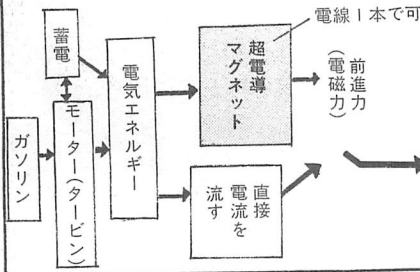 電線1本で可
蓄電
ガソリン
モーター(タービン)
電気エネルギー
超電導
マグネット
前進力
(電磁力)
直接
電流を
流す